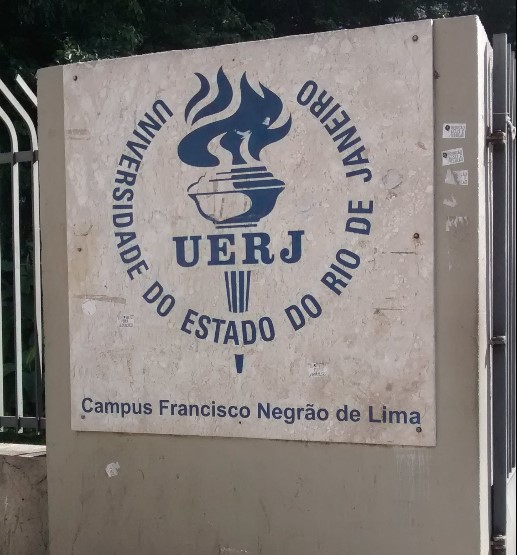 UNIVERSIDADE DO ESTADO DO RIO DE JANEIRO
UERJ
Campus Francisco Negrão de Lima